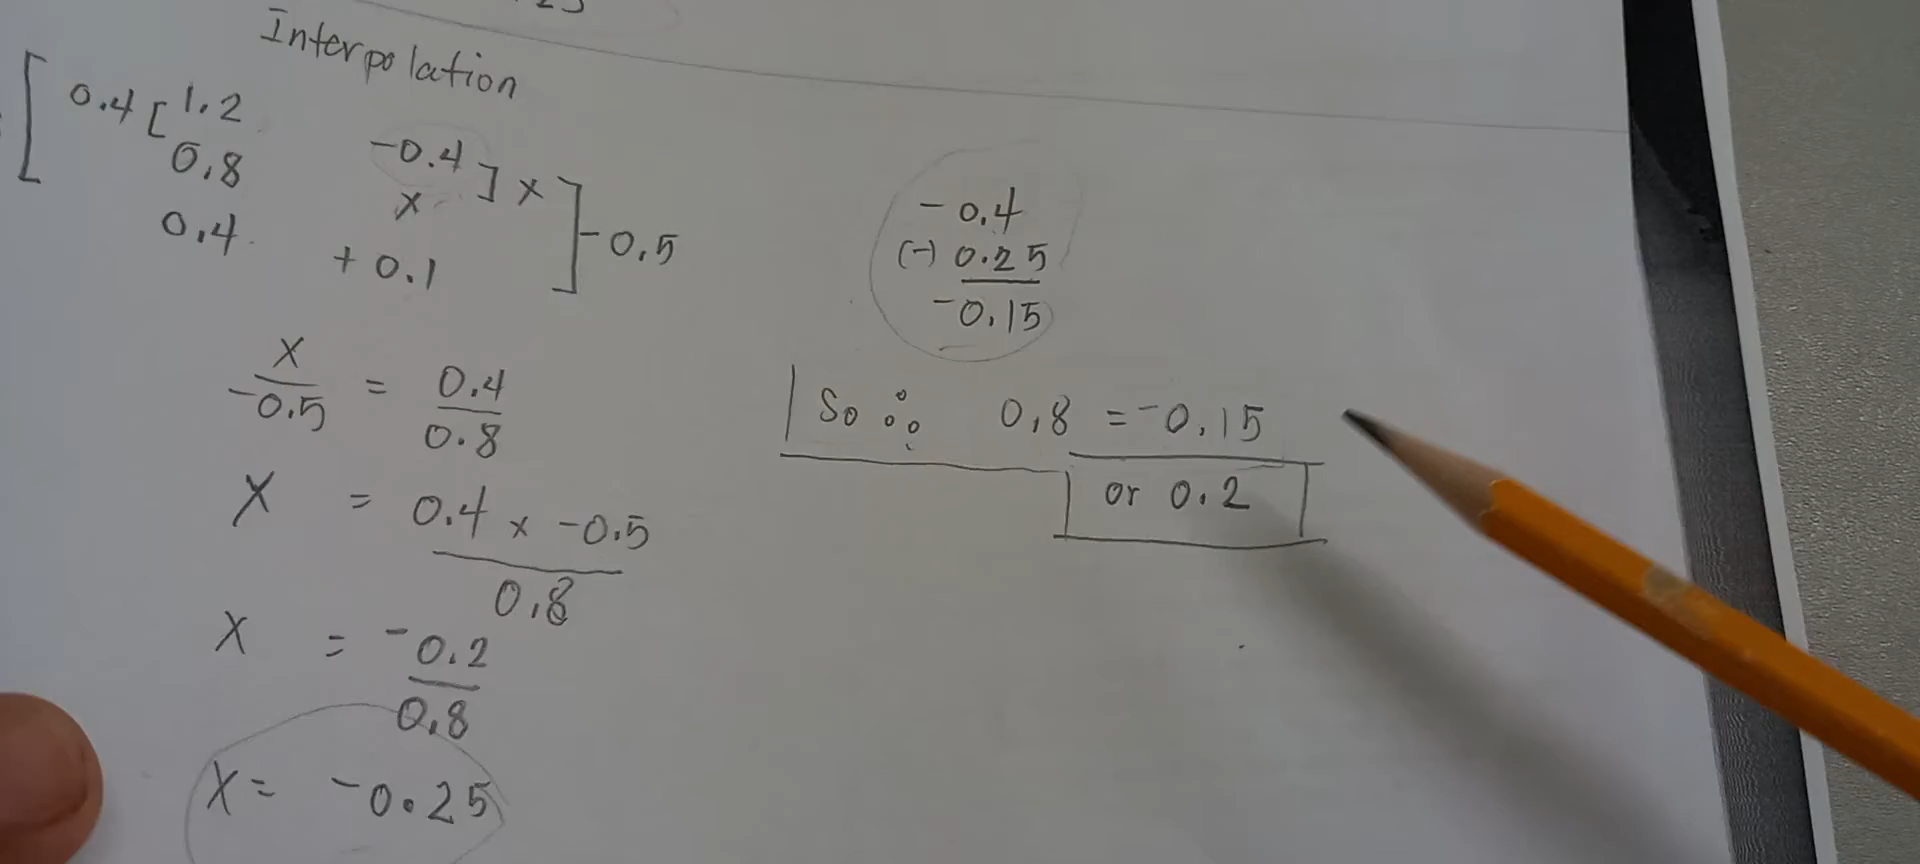 Interpolation
0.4 [ 1.2 -0.4 ] x
0.8 x ] -0.5
0.4 + 0.1
x/-0.5 = 0.4/0.8
x = 0.4 x -0.5
0.8
x = -0.2
0.8
x = -0.25
-0.4
(-) 0.25
-0.15
So ∴ 0.8 = -0.15
or 0.2